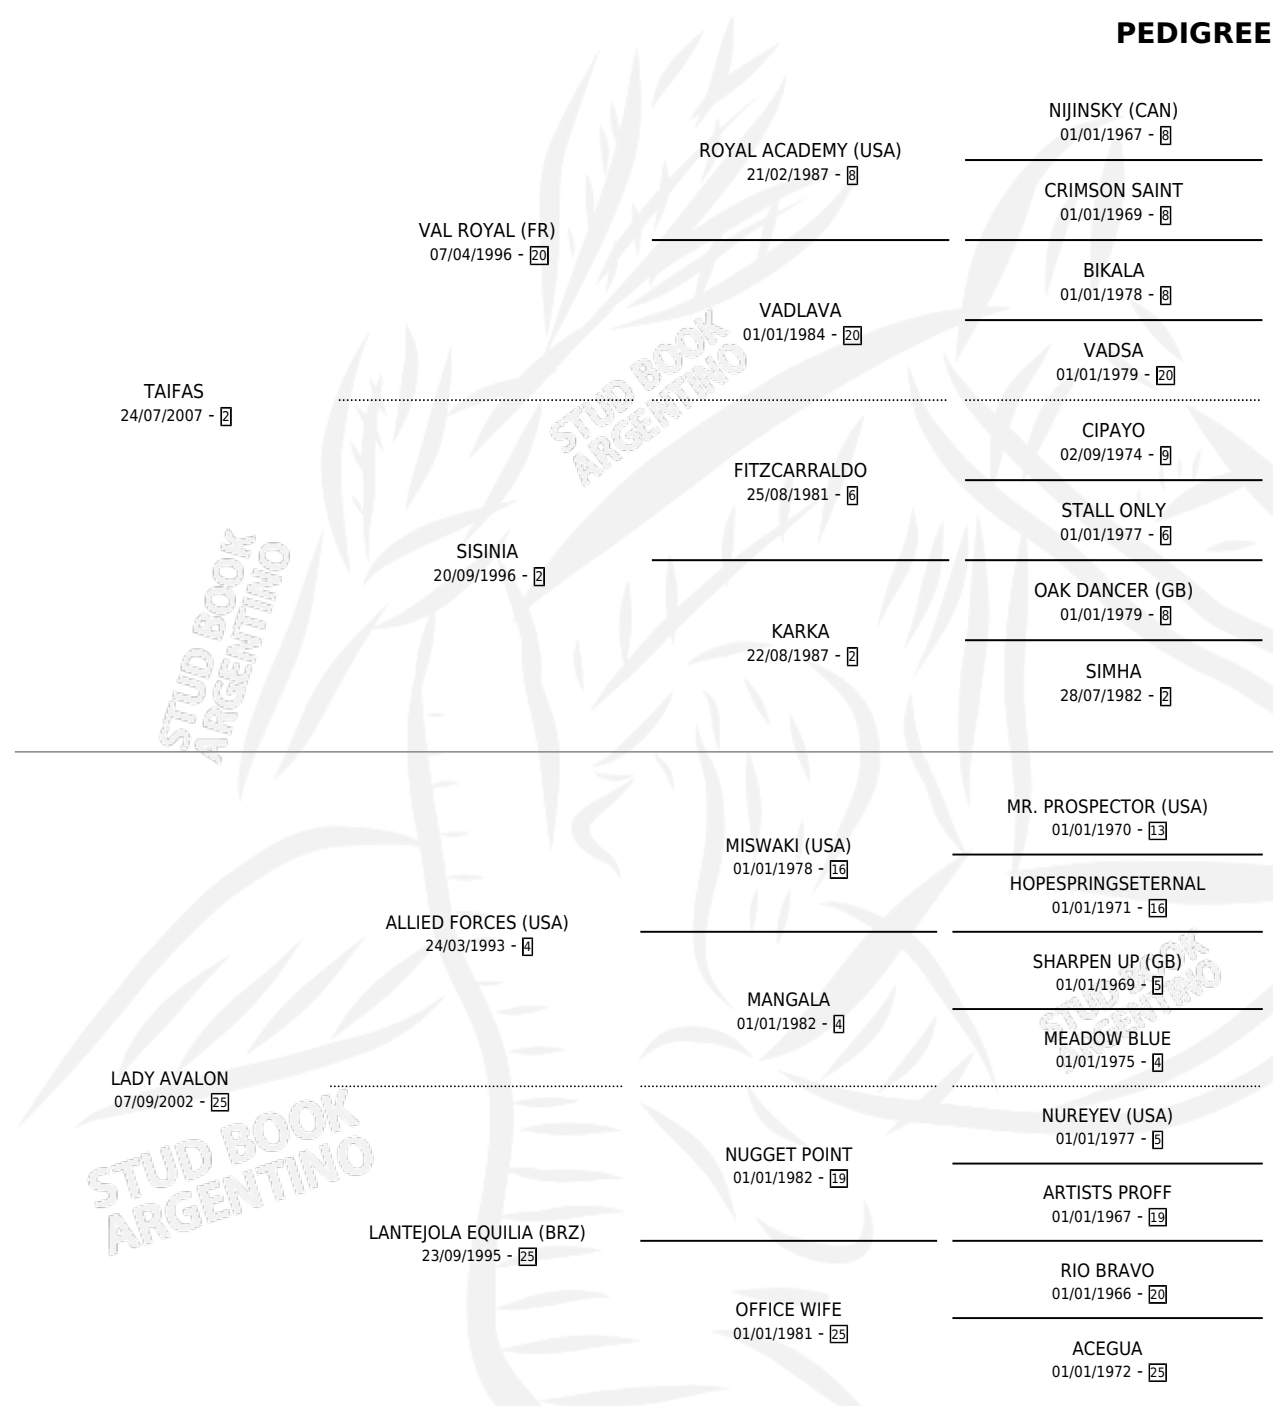 PEDIGREE
NIJINSKY (CAN)
01/01/1967 - 8
ROYAL ACADEMY (USA)
21/02/1987 - 8
CRIMSON SAINT
01/01/1969 - 8
VAL ROYAL (FR)
07/04/1996 - 20
BIKALA
01/01/1978 - 8
VADLAVA
01/01/1984 - 20
VADSA
01/01/1979 - 20
TAIFAS
24/07/2007 - 2
CIPAYO
02/09/1974 - 9
FITZCARRALDO
25/08/1981 - 6
STALL ONLY
01/01/1977 - 6
SISINIA
20/09/1996 - 2
OAK DANCER (GB)
01/01/1979 - 8
KARKA
22/08/1987 - 2
SIMHA
28/07/1982 - 2
MR. PROSPECTOR (USA)
01/01/1970 - 13
MISWAKI (USA)
01/01/1978 - 16
HOPESPRINGSETERNAL
01/01/1971 - 16
ALLIED FORCES (USA)
24/03/1993 - 4
SHARPEN UP (GB)
01/01/1969 - 5
MANGALA
01/01/1982 - 4
MEADOW BLUE
01/01/1975 - 4
LADY AVALON
07/09/2002 - 25
NUREYEV (USA)
01/01/1977 - 5
NUGGET POINT
01/01/1982 - 19
ARTISTS PROFF
01/01/1967 - 19
LANTEJOLA EQUILIA (BRZ)
23/09/1995 - 25
RIO BRAVO
01/01/1966 - 20
OFFICE WIFE
01/01/1981 - 25
ACEGUA
01/01/1972 - 25
STUD BOOK
ARGENTINO
STUD BOOK
ARGENTINO
STUD BOOK
ARGENTINO
STUD BOOK
ARGENTINO